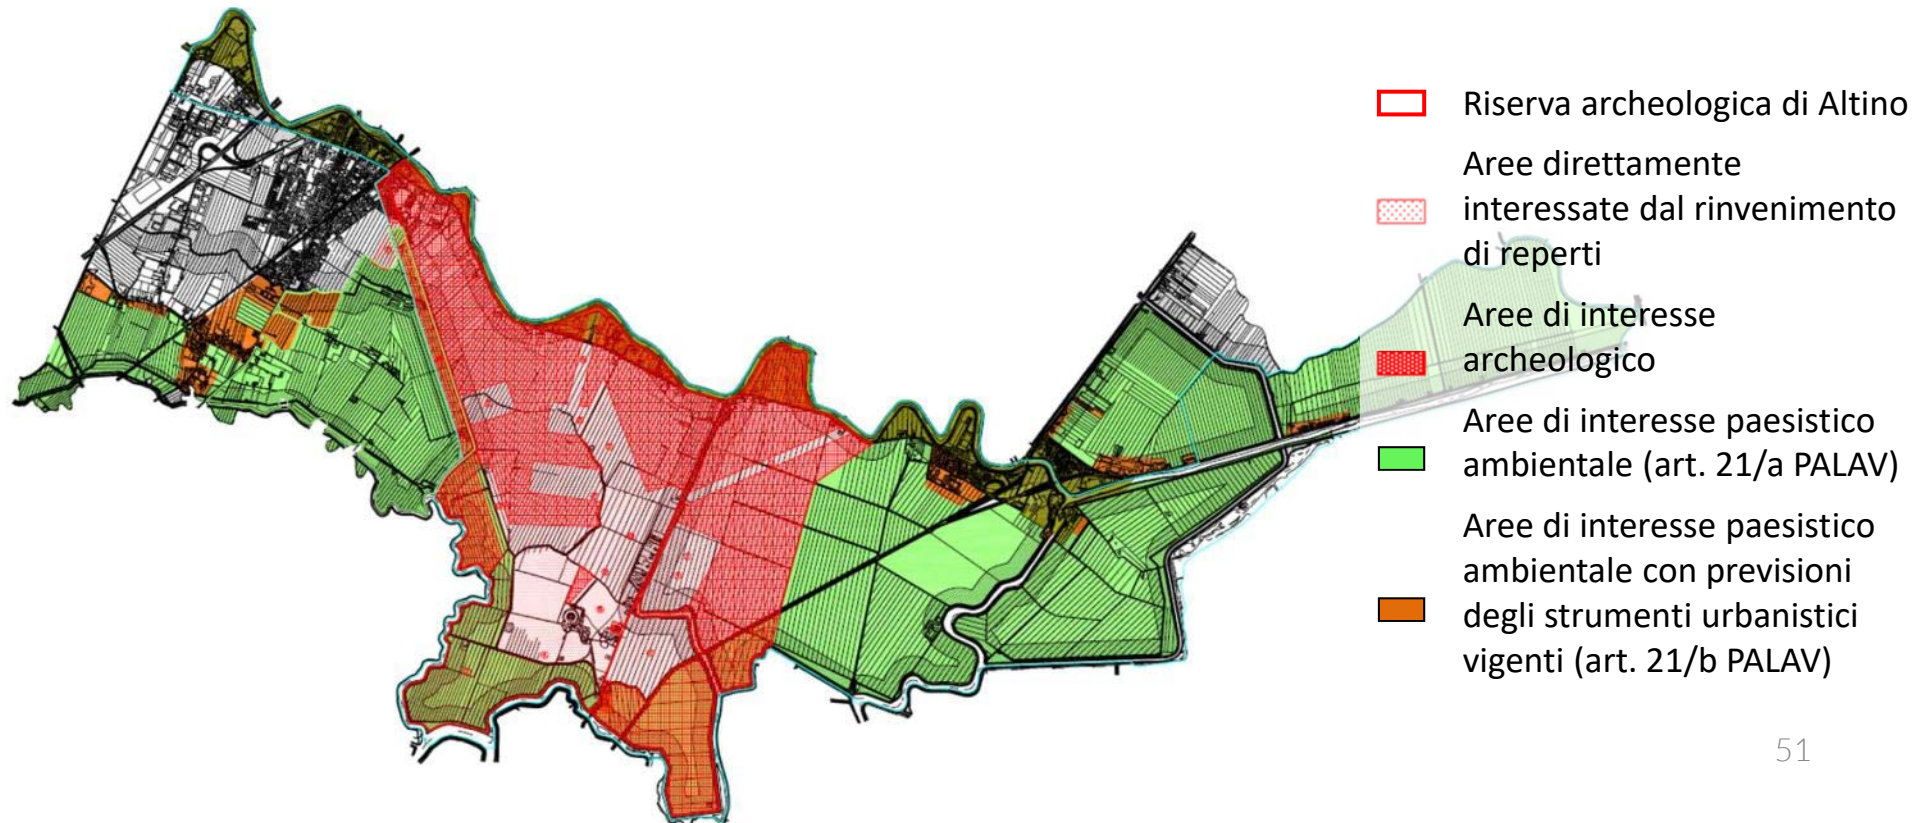 Riserva archeologica di Altino
Aree direttamente
interessate dal rinvenimento
di reperti
Aree di interesse
archeologico
Aree di interesse paesistico
ambientale (art. 21/a PALAV)
Aree di interesse paesistico
ambientale con previsioni
degli strumenti urbanistici
vigenti (art. 21/b PALAV)
51